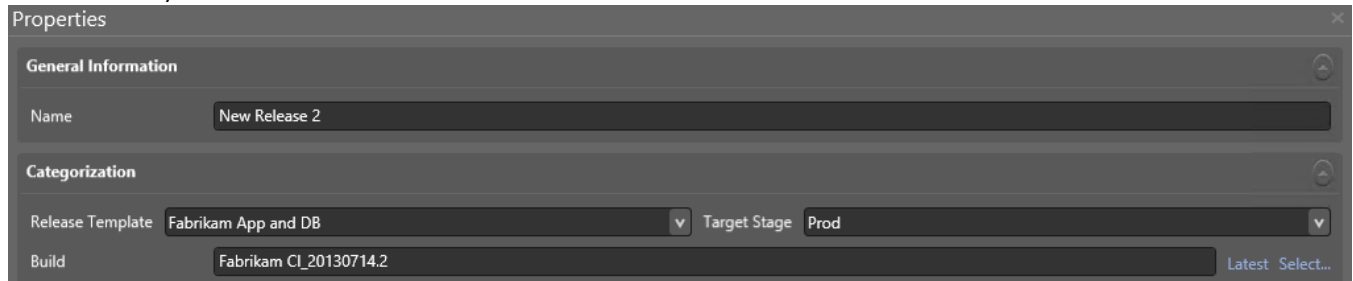 Properties
General Information
Name New Release 2
Categorization
Release Template Fabrikam App and DB Target Stage Prod
Build Fabrikam CI_20130714.2 Latest Select...